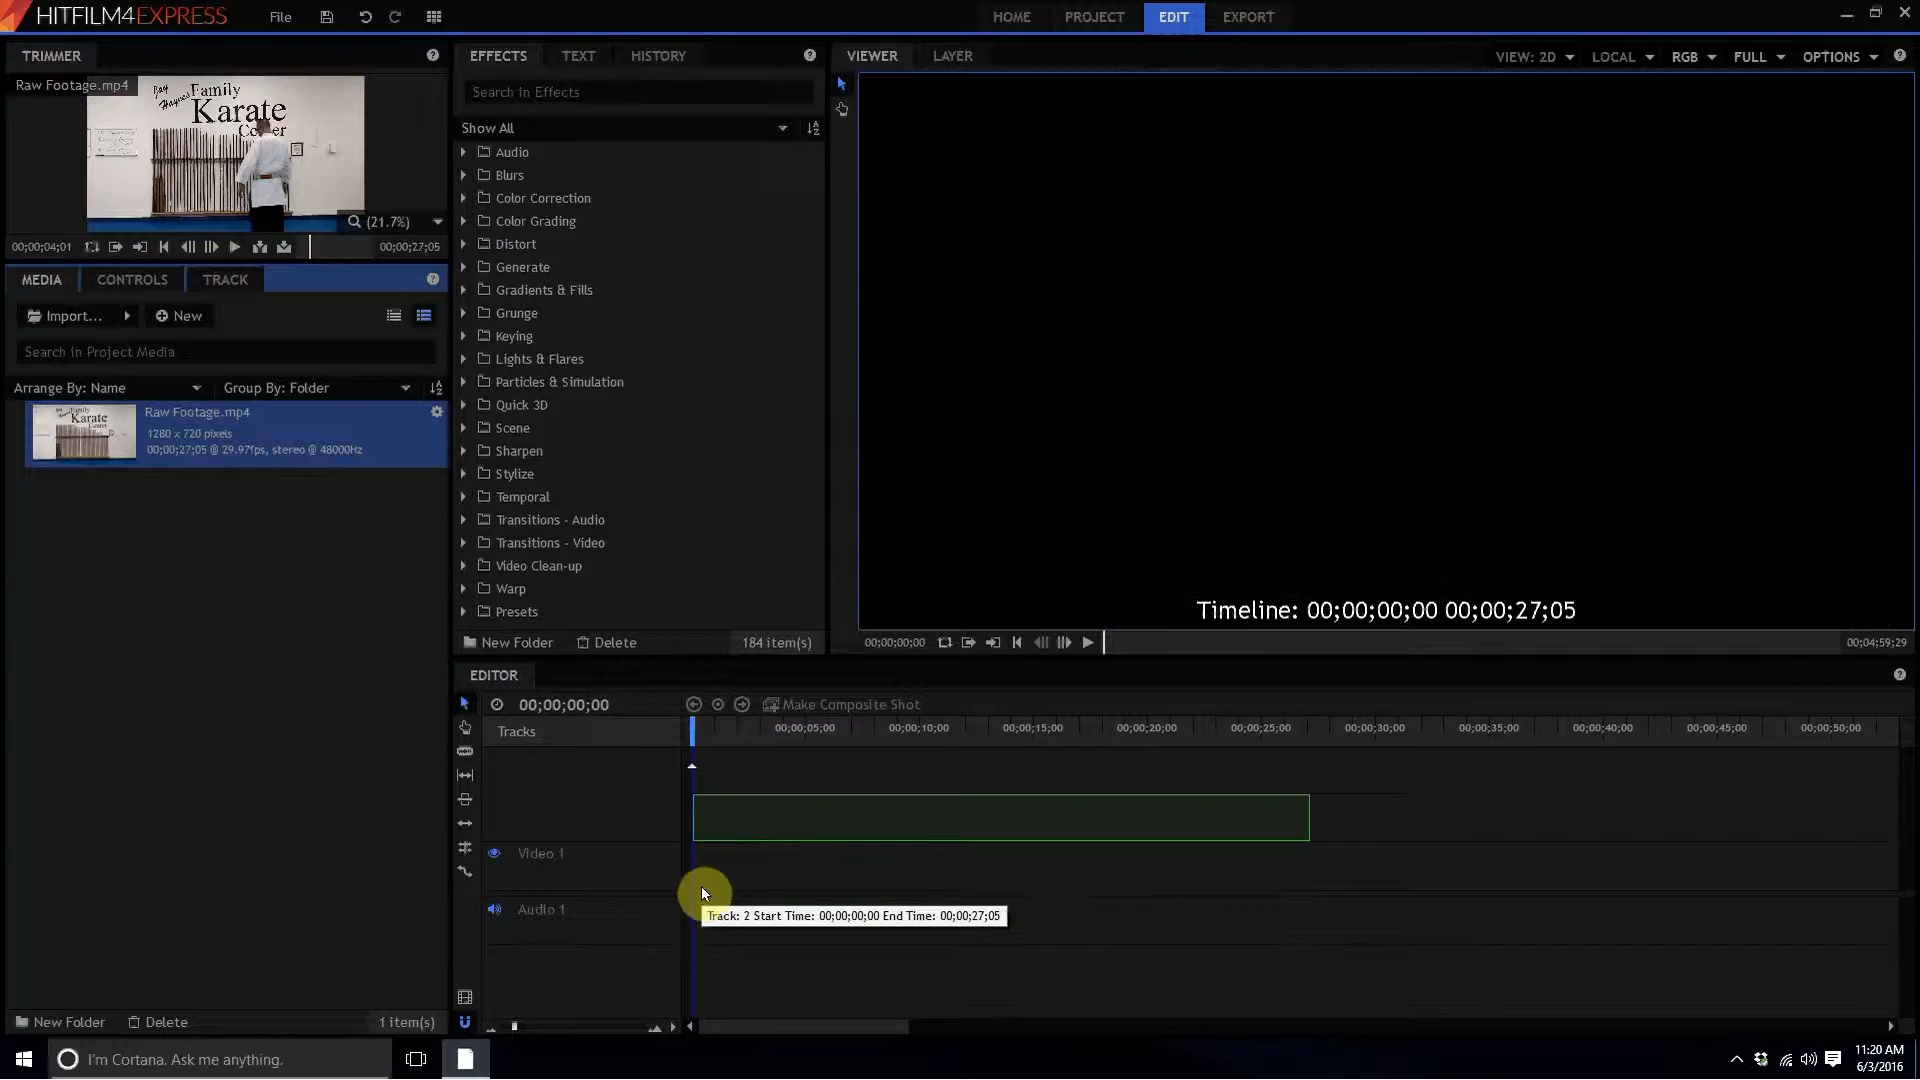 HITFILM4EXPRESS
File
HOME
PROJECT
EDIT
EXPORT
TRIMMER
Raw Footage.mp4
Family
Karate
Center
(21.7%)
00;00;04;01
00;00;27;05
MEDIA
CONTROLS
TRACK
Import...
New
Search in Project Media
Arrange By: Name
Group By: Folder
Family
Karate
Raw Footage.mp4
1280 x 720 pixels
00;00;27;05 @ 29.97fps, stereo @ 48000Hz
New Folder
Delete
1 item(s)
EFFECTS
TEXT
HISTORY
Search in Effects
Show All
Audio
Blurs
Color Correction
Color Grading
Distort
Generate
Gradients & Fills
Grunge
Keying
Lights & Flares
Particles & Simulation
Quick 3D
Scene
Sharpen
Stylize
Temporal
Transitions - Audio
Transitions - Video
Video Clean-up
Warp
Presets
New Folder
Delete
184 item(s)
VIEWER
LAYER
VIEW: 2D
LOCAL
RGB
FULL
OPTIONS
Timeline: 00;00;00;00 00;00;27;05
00;00;00;00
00;04;59;29
EDITOR
00;00;00;00
Make Composite Shot
Tracks
00;00;05;00
00;00;10;00
00;00;15;00
00;00;20;00
00;00;25;00
00;00;30;00
00;00;35;00
00;00;40;00
00;00;45;00
00;00;50;00
Video 1
Audio 1
Track: 2 Start Time: 00;00;00;00 End Time: 00;00;27;05
I'm Cortana. Ask me anything.
11:20 AM
6/3/2016